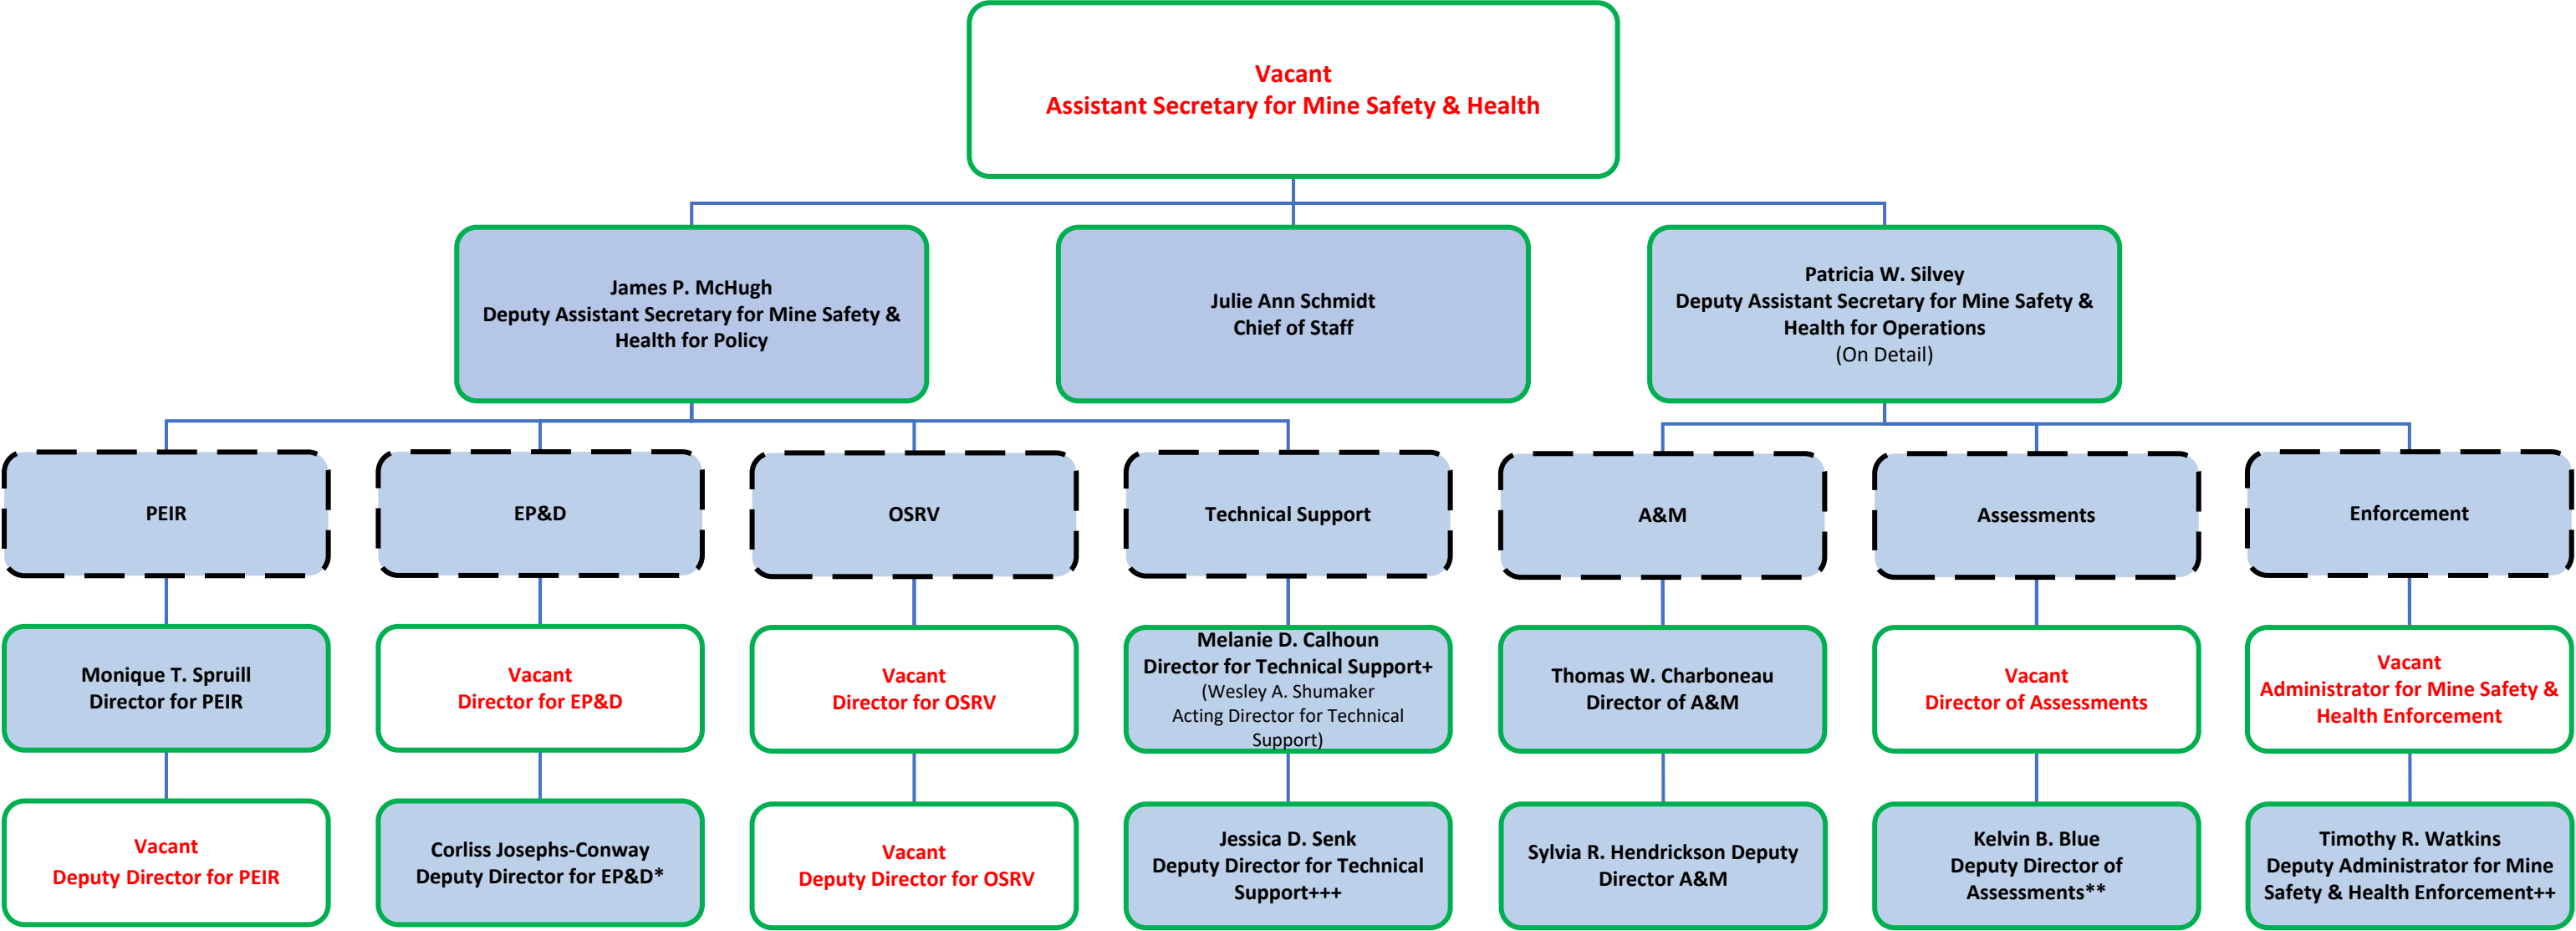 Vacant
Assistant Secretary for Mine Safety & Health
James P. McHugh
Deputy Assistant Secretary for Mine Safety &
Health for Policy
Julie Ann Schmidt
Chief of Staff
Patricia W. Silvey
Deputy Assistant Secretary for Mine Safety &
Health for Operations
(On Detail)
PEIR
EP&D
OSRV
Technical Support
A&M
Assessments
Enforcement
Monique T. Spruill
Director for PEIR
Vacant
Director for EP&D
Vacant
Director for OSRV
Melanie D. Calhoun
Director for Technical Support+
(Wesley A. Shumaker
Acting Director for Technical
Support)
Thomas W. Charboneau
Director of A&M
Vacant
Director of Assessments
Vacant
Administrator for Mine Safety &
Health Enforcement
Vacant
Deputy Director for PEIR
Corliss Josephs-Conway
Deputy Director for EP&D*
Vacant
Deputy Director for OSRV
Jessica D. Senk
Deputy Director for Technical
Support+++
Sylvia R. Hendrickson Deputy
Director A&M
Kelvin B. Blue
Deputy Director of
Assessments**
Timothy R. Watkins
Deputy Administrator for Mine
Safety & Health Enforcement++